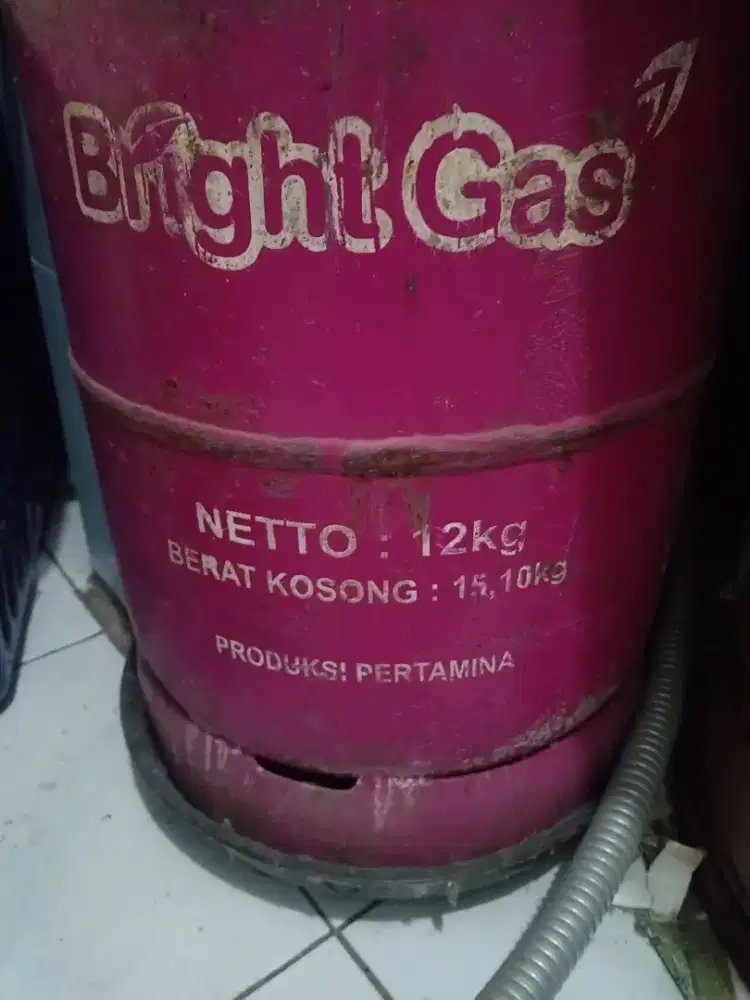 Bright Gas
NETTO : 12kg
BERAT KOSONG : 15,10kg
PRODUKSI PERTAMINA